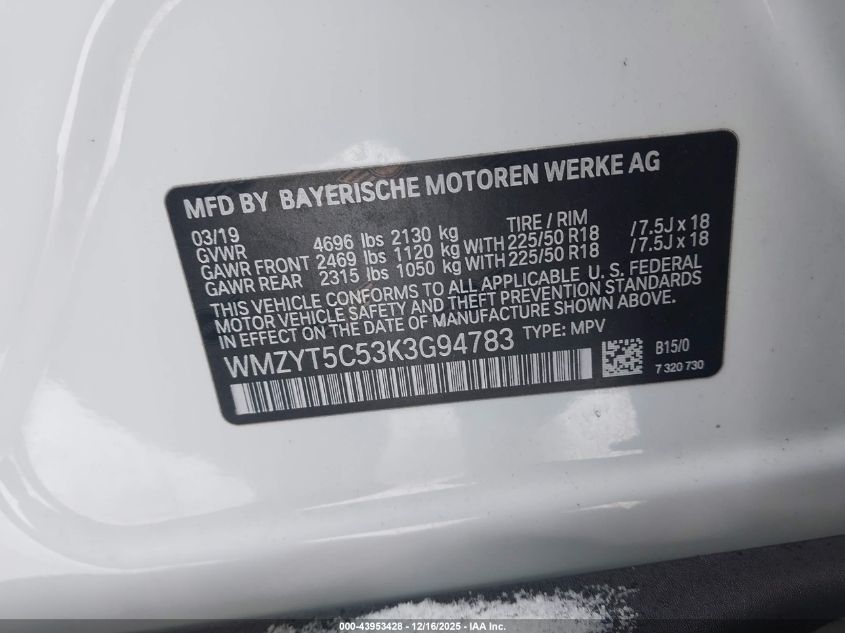 MFD BY BAYERISCHE MOTOREN WERKE AG
03/19 TIRE / RIM
GVWR 4696 lbs 2130 kg
GAWR FRONT 2469 lbs 1120 kg WITH 225/50 R18 /7.5J x 18
GAWR REAR 2315 lbs 1050 kg WITH 225/50 R18 /7.5J x 18
THIS VEHICLE CONFORMS TO ALL APPLICABLE U. S. FEDERAL
MOTOR VEHICLE SAFETY AND THEFT PREVENTION STANDARDS
IN EFFECT ON THE DATE OF MANUFACTURE SHOWN ABOVE.
WMZYT5C53K3G94783 TYPE: MPV
B15/0
7 320 730
000-43953428 - 12/16/2025 - IAA Inc.